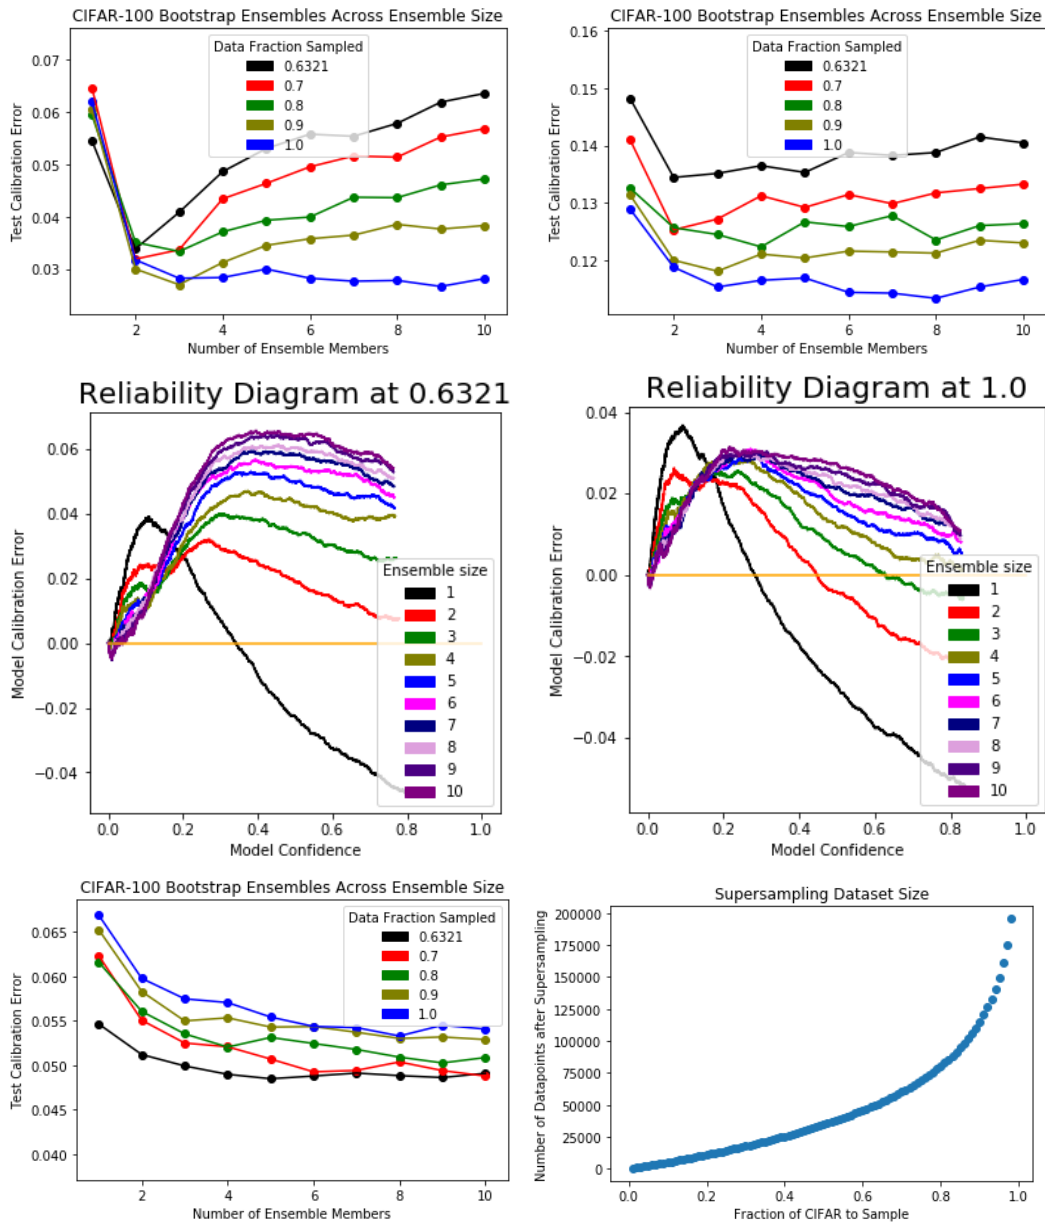 CIFAR-100 Bootstrap Ensembles Across Ensemble Size
Test Calibration Error
0.07
0.06
0.05
0.04
0.03
Data Fraction Sampled
0.6321
0.7
0.8
0.9
1.0
2 4 6 8 10
Number of Ensemble Members
CIFAR-100 Bootstrap Ensembles Across Ensemble Size
Test Calibration Error
0.16
0.15
0.14
0.13
0.12
Data Fraction Sampled
0.6321
0.7
0.8
0.9
1.0
2 4 6 8 10
Number of Ensemble Members
Reliability Diagram at 0.6321
Model Calibration Error
0.06
0.04
0.02
0.00
−0.02
−0.04
Ensemble size
1
2
3
4
5
6
7
8
9
10
0.0 0.2 0.4 0.6 0.8 1.0
Model Confidence
Reliability Diagram at 1.0
Model Calibration Error
0.04
0.02
0.00
−0.02
−0.04
Ensemble size
1
2
3
4
5
6
7
8
9
10
0.0 0.2 0.4 0.6 0.8 1.0
Model Confidence
CIFAR-100 Bootstrap Ensembles Across Ensemble Size
Test Calibration Error
0.065
0.060
0.055
0.050
0.045
0.040
Data Fraction Sampled
0.6321
0.7
0.8
0.9
1.0
2 4 6 8 10
Number of Ensemble Members
Supersampling Dataset Size
Number of Datapoints after Supersampling
200000
175000
150000
125000
100000
75000
50000
25000
0
0.0 0.2 0.4 0.6 0.8 1.0
Fraction of CIFAR to Sample